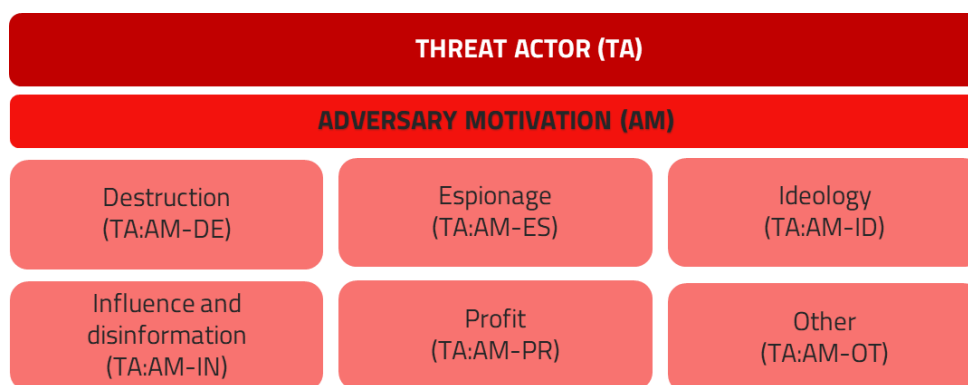 THREAT ACTOR (TA)
ADVERSARY MOTIVATION (AM)
Destruction
(TA:AM-DE)
Espionage
(TA:AM-ES)
Ideology
(TA:AM-ID)
Influence and
disinformation
(TA:AM-IN)
Profit
(TA:AM-PR)
Other
(TA:AM-OT)